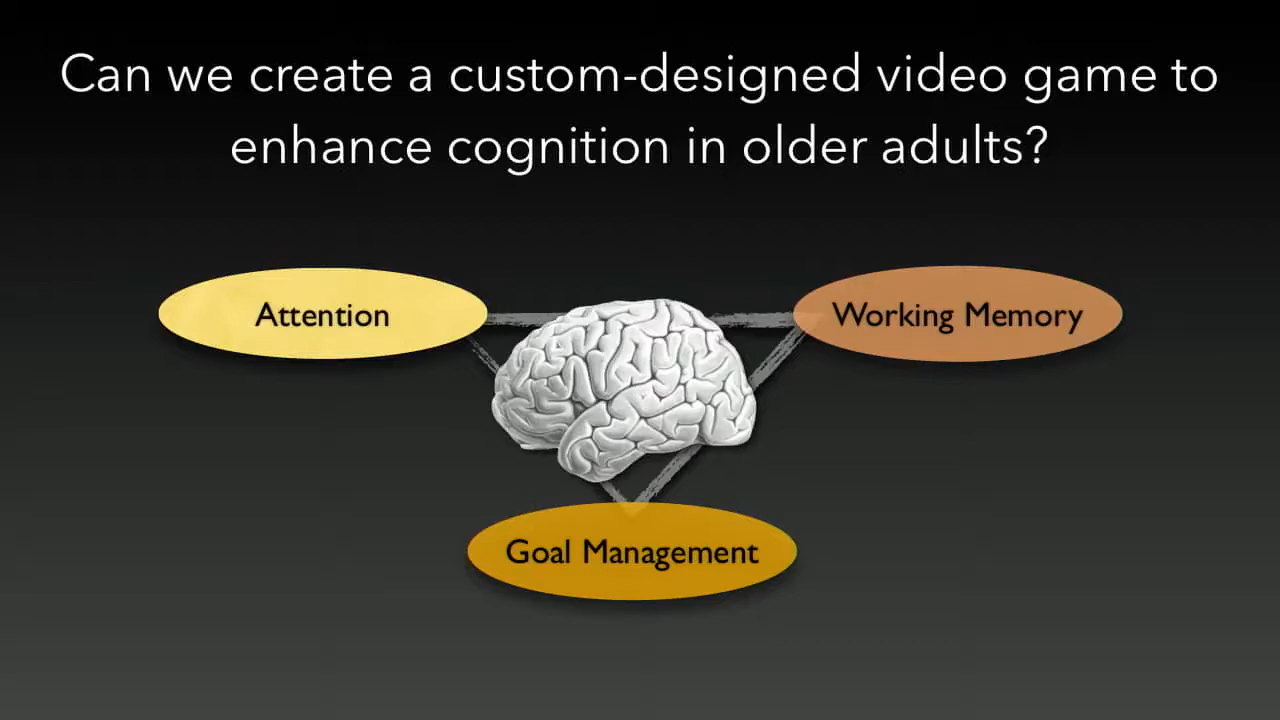 Can we create a custom-designed video game to
enhance cognition in older adults?
Attention
Working Memory
Goal Management